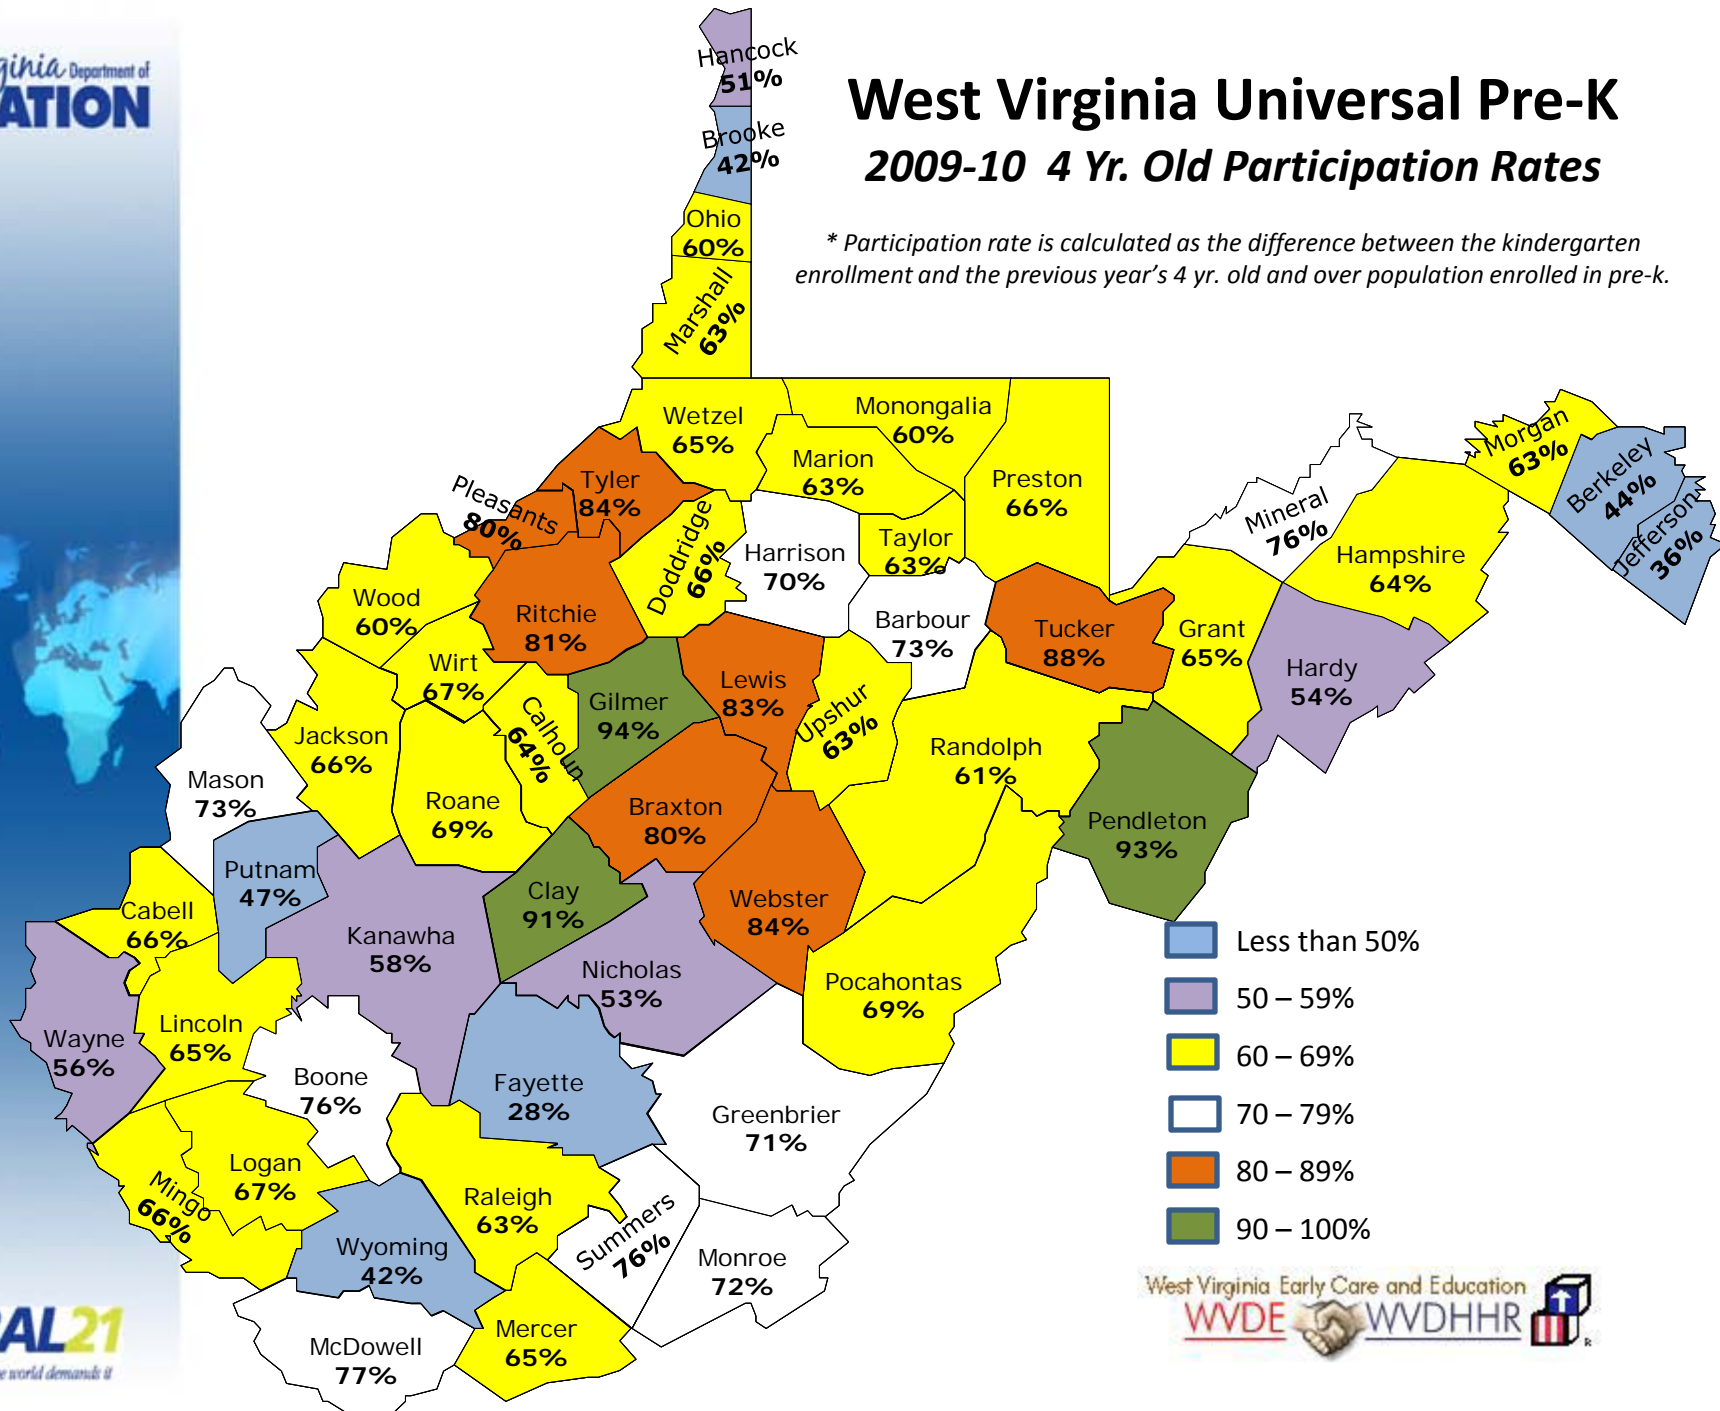 Department of
ATION
West Virginia Universal Pre-K
2009-10 4 Yr. Old Participation Rates
* Participation rate is calculated as the difference between the kindergarten
enrollment and the previous year's 4 yr. old and over population enrolled in pre-k.
Hancock
51%
Brooke
42%
Ohio
60%
Marshall
63%
Wetzel
65%
Monongalia
60%
Marion
63%
Preston
66%
Tyler
84%
Pleasants
80%
Doddridge
66%
Harrison
70%
Taylor
63%
Mineral
76%
Hampshire
64%
Morgan
63%
Berkeley
44%
Jefferson
36%
Wood
60%
Ritchie
81%
Barbour
73%
Tucker
88%
Grant
65%
Hardy
54%
Wirt
67%
Calhoun
64%
Gilmer
94%
Lewis
83%
Upshur
63%
Randolph
61%
Jackson
66%
Mason
73%
Roane
69%
Braxton
80%
Pendleton
93%
Putnam
47%
Clay
91%
Webster
84%
Cabell
66%
Kanawha
58%
Nicholas
53%
Pocahontas
69%
Wayne
56%
Lincoln
65%
Boone
76%
Fayette
28%
Greenbrier
71%
Logan
67%
Mingo
66%
Raleigh
63%
Summers
76%
Monroe
72%
Wyoming
42%
McDowell
77%
Mercer
65%
Less than 50%
50 – 59%
60 – 69%
70 – 79%
80 – 89%
90 – 100%
West Virginia Early Care and Education
WVDE WVDHHR
AL21
world demands it